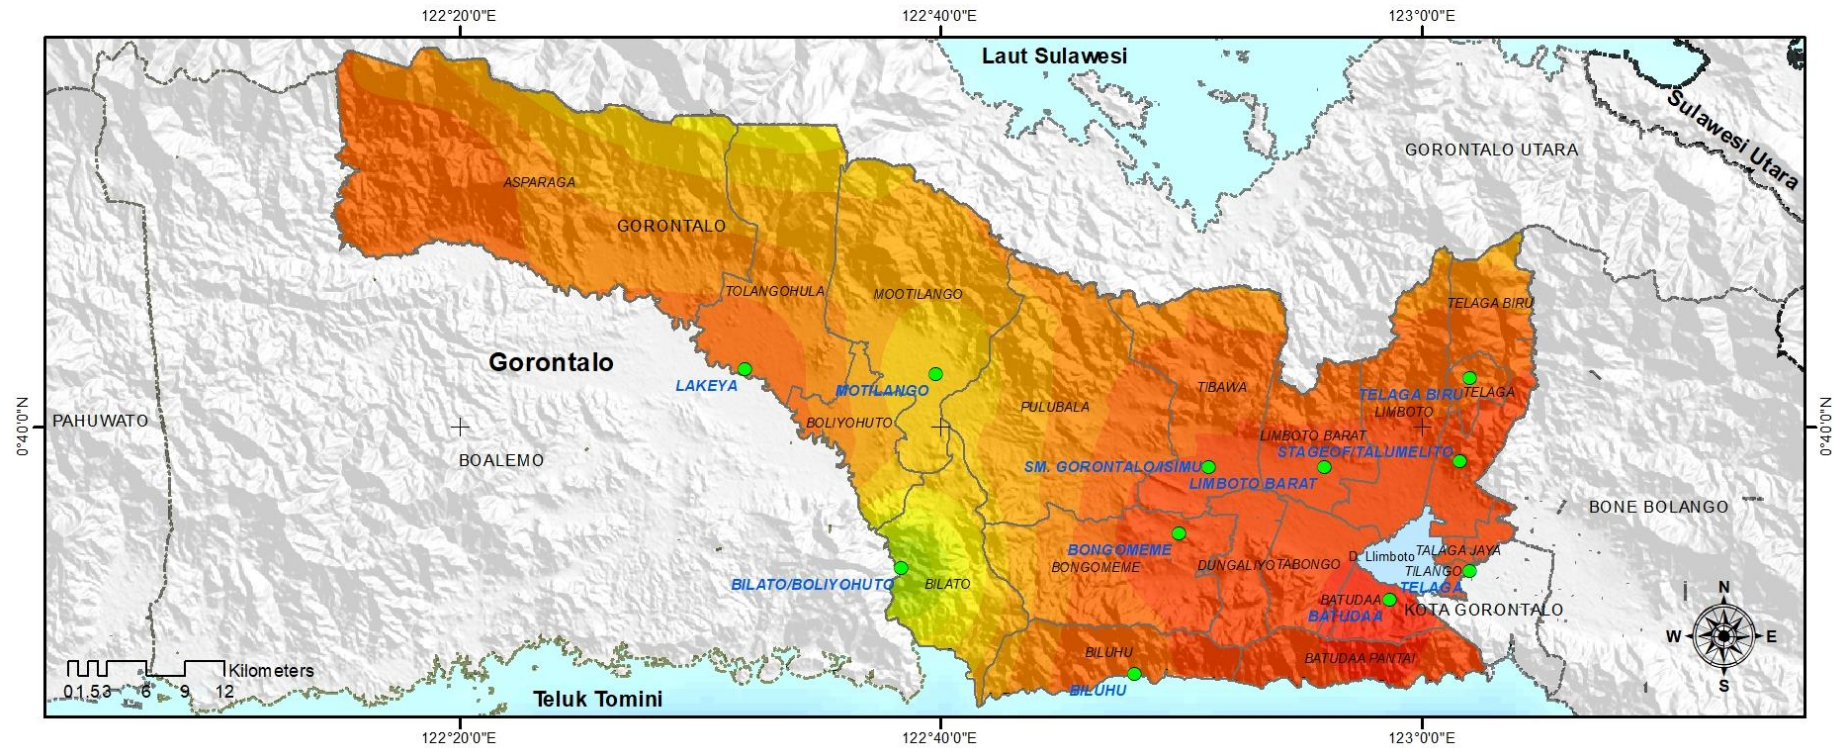 122°20'0"E
122°40'0"E
123°0'0"E
Laut Sulawesi
Sulawesi Utara
GORONTALO UTARA
ASPARAGA
GORONTALO
TOLANGOHULA
MOOTILANGO
TELAGA BIRU
Gorontalo
LAKEYA
MOTILANGO
TIBAWA
TELAGA BIRU
TELAGA
PULUBALA
LIMBOTO
0°40'0"N
PAHUWATO
BOLIYOHUTO
0°40'0"N
LIMBOTO BARAT
STAGEOF/TALUMELITO
BOALEMO
SM. GORONTALO/ISIMU
LIMBOTO BARAT
BONE BOLANGO
BONGOMEME
BONGOMEME
DUNGALIYO
TABONGO
D. Llimboto
TALAGA JAYA
TILANGO
BILATO/BOLIYOHUTO
BILATO
TELAGA
BATUDAA
BATUDAA
KOTA GORONTALO
N
W
E
S
BILUHU
BATUDAA PANTAI
BILUHU
Kilometers
0 1,5 3 6 9 12
Teluk Tomini
122°20'0"E
122°40'0"E
123°0'0"E